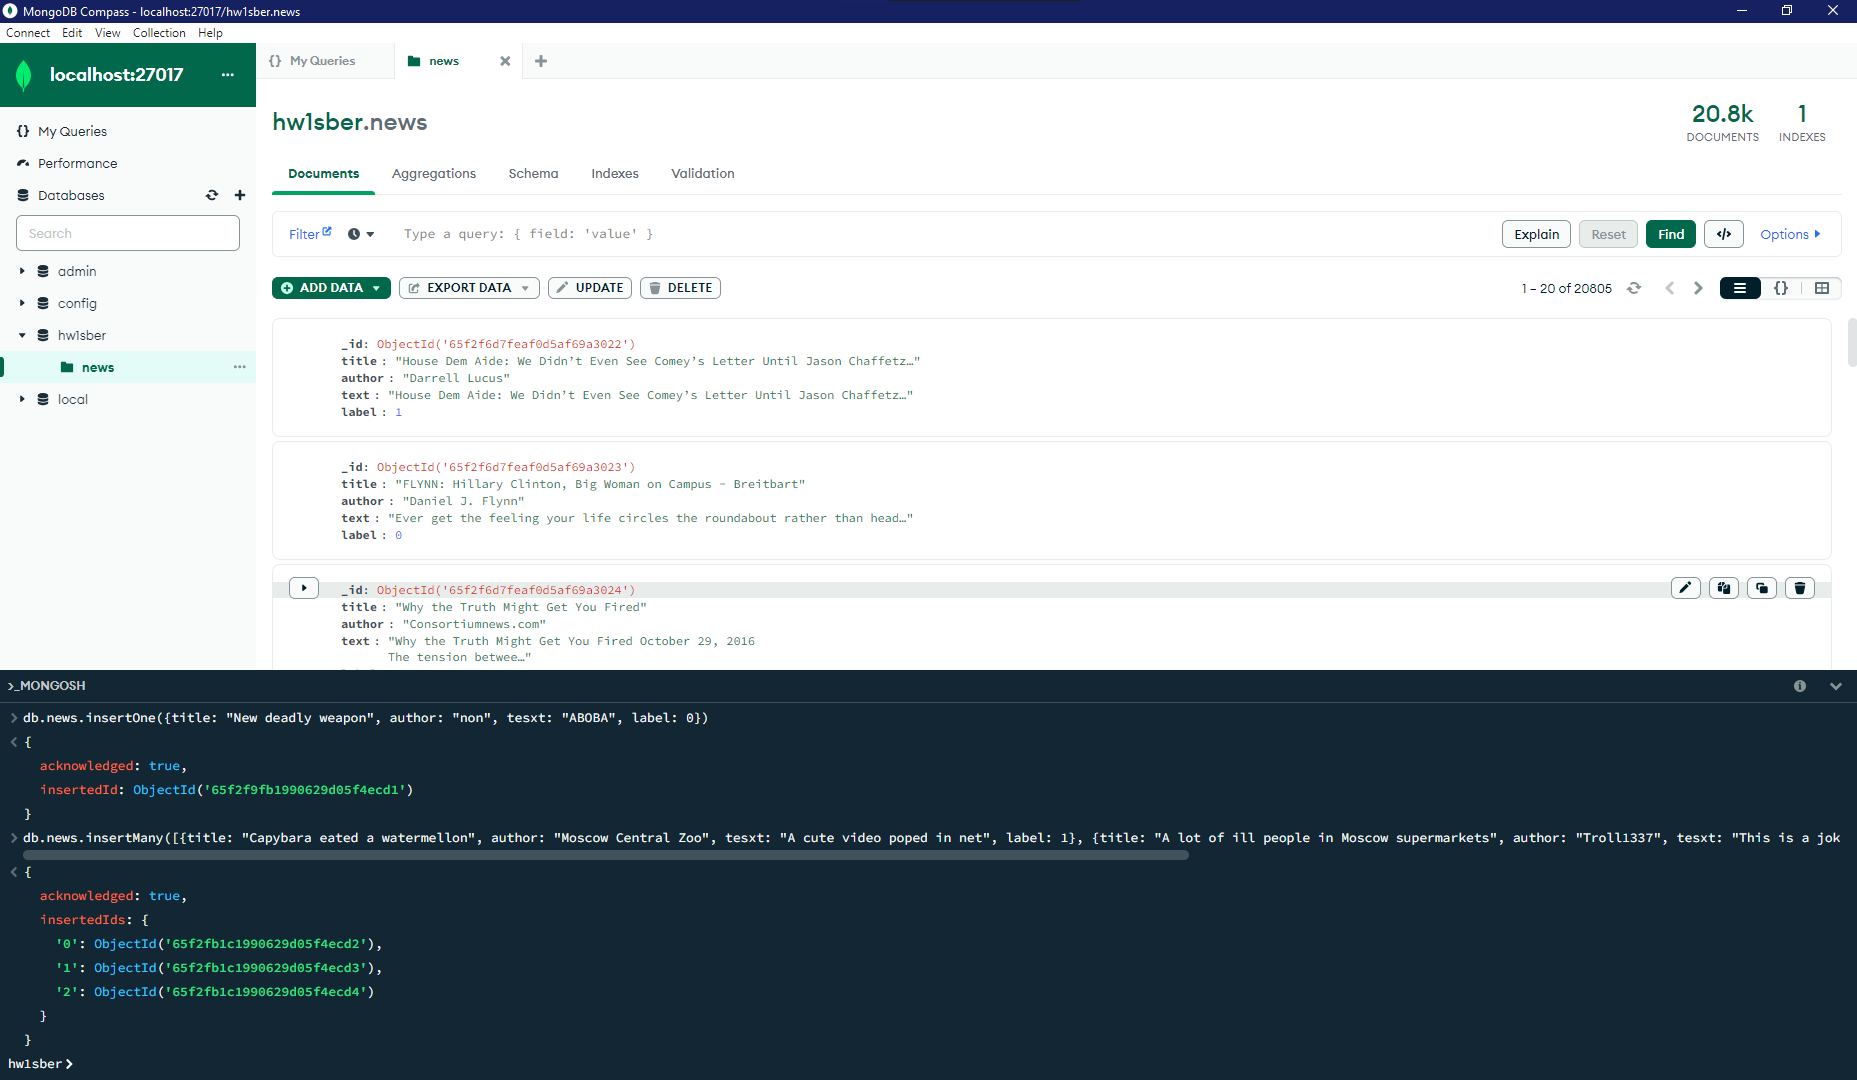 MongoDB Compass - localhost:27017/hw1sber.news
Connect Edit View Collection Help
localhost:27017 ...
{} My Queries
news
My Queries
Performance
Databases
Search
admin
config
hw1sber
news
local
hw1sber.news
20.8k
DOCUMENTS
1
INDEXES
Documents Aggregations Schema Indexes Validation
Filter
Type a query: { field: 'value' }
Explain Reset Find </> Options
ADD DATA EXPORT DATA UPDATE DELETE
1 – 20 of 20805
{}
_id: ObjectId('65f2f6d7feaf0d5af69a3022')
title : "House Dem Aide: We Didn’t Even See Comey’s Letter Until Jason Chaffetz…"
author : "Darrell Lucus"
text : "House Dem Aide: We Didn’t Even See Comey’s Letter Until Jason Chaffetz…"
label : 1
_id: ObjectId('65f2f6d7feaf0d5af69a3023')
title : "FLYNN: Hillary Clinton, Big Woman on Campus - Breitbart"
author : "Daniel J. Flynn"
text : "Ever get the feeling your life circles the roundabout rather than head…"
label : 0
_id: ObjectId('65f2f6d7feaf0d5af69a3024')
title : "Why the Truth Might Get You Fired"
author : "Consortiumnews.com"
text : "Why the Truth Might Get You Fired October 29, 2016
The tension betwee…"
>_MONGOSH
> db.news.insertOne({title: "New deadly weapon", author: "non", tesxt: "ABOBA", label: 0})
< {
acknowledged: true,
insertedId: ObjectId('65f2f9fb1990629d05f4ecd1')
}
> db.news.insertMany([{title: "Capybara eated a watermellon", author: "Moscow Central Zoo", tesxt: "A cute video poped in net", label: 1}, {title: "A lot of ill people in Moscow supermarkets", author: "Troll1337", tesxt: "This is a jok
< {
acknowledged: true,
insertedIds: {
'0': ObjectId('65f2fb1c1990629d05f4ecd2'),
'1': ObjectId('65f2fb1c1990629d05f4ecd3'),
'2': ObjectId('65f2fb1c1990629d05f4ecd4')
}
}
hw1sber>